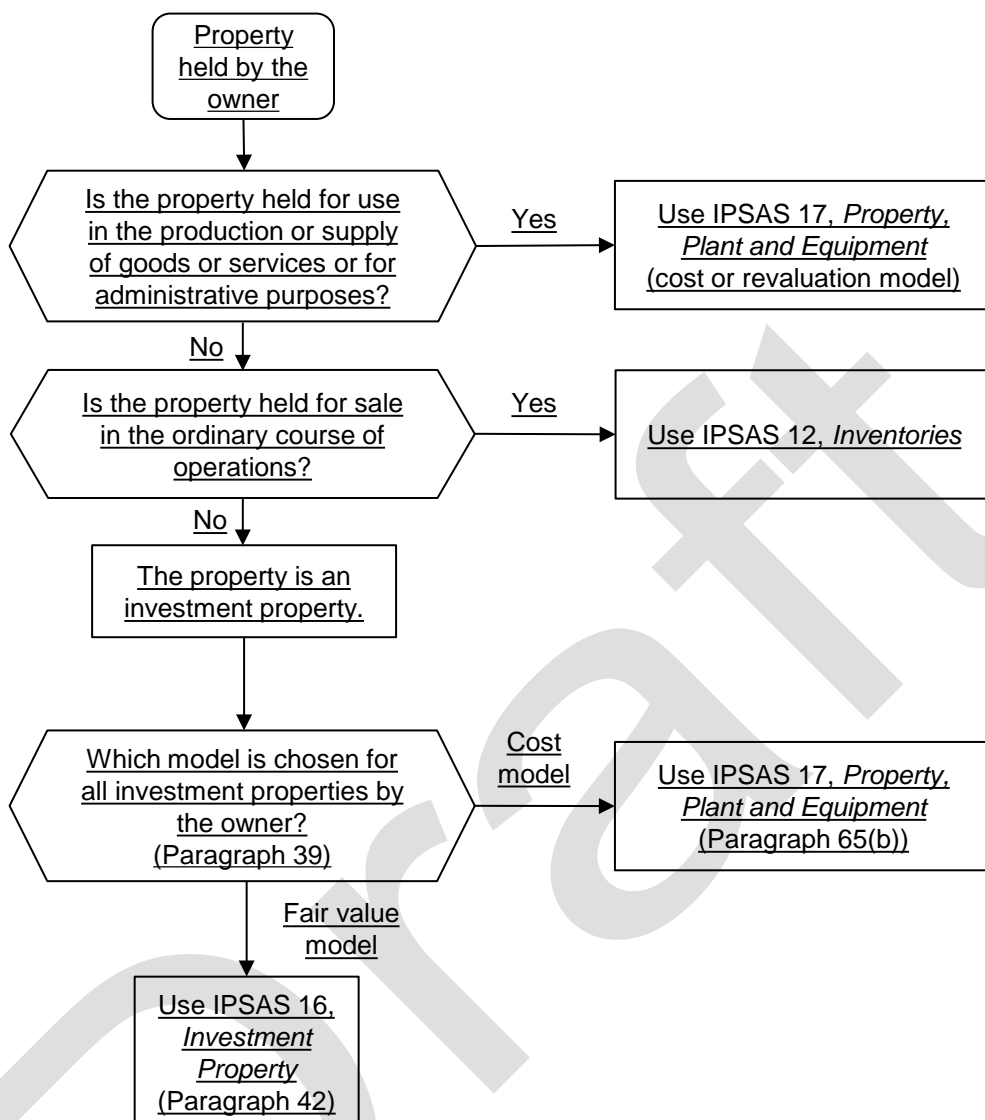 Property
held by the
owner
Is the property held for use
in the production or supply
of goods or services or for
administrative purposes?
Yes
Use IPSAS 17, Property,
Plant and Equipment
(cost or revaluation model)
No
Is the property held for sale
in the ordinary course of
operations?
Yes
Use IPSAS 12, Inventories
No
The property is an
investment property.
Which model is chosen for
all investment properties by
the owner?
(Paragraph 39)
Cost
model
Use IPSAS 17, Property,
Plant and Equipment
(Paragraph 65(b))
Fair value
model
Use IPSAS 16,
Investment
Property
(Paragraph 42)
Draft